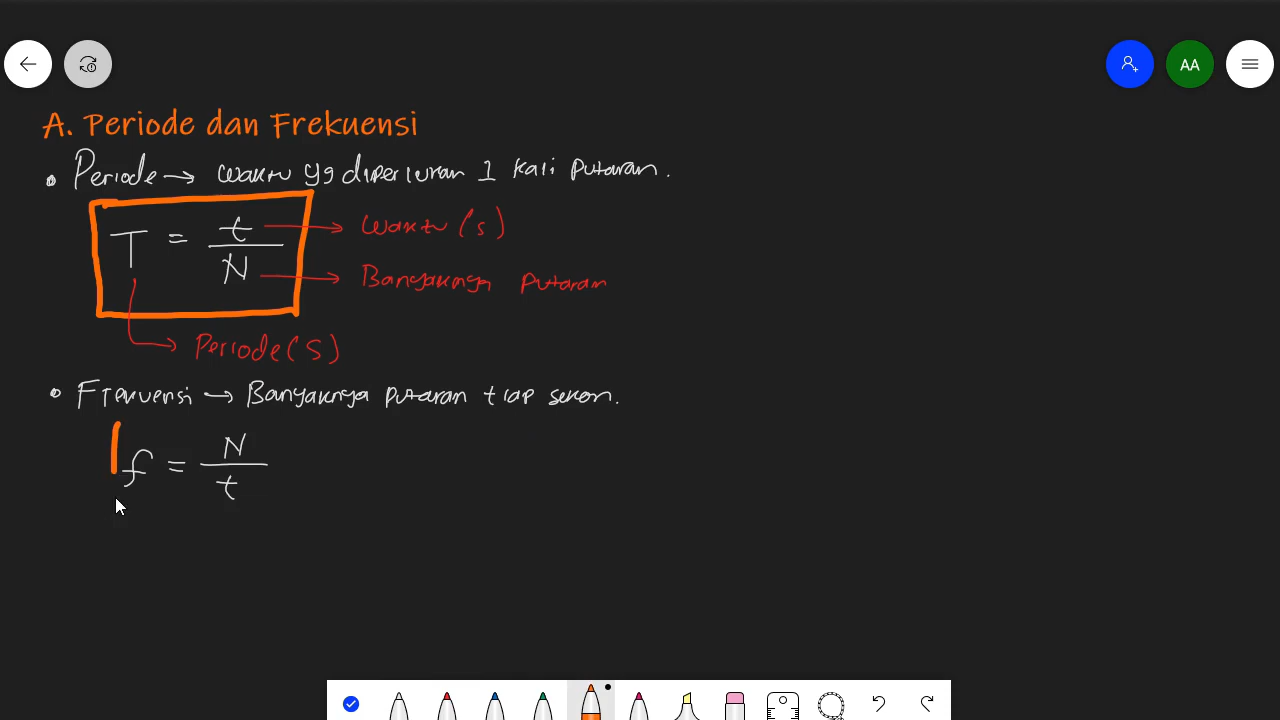 AA
A. Periode dan Frekuensi
• Periode → waktu yg diperlukan 1 kali putaran.
T = t / N
→ waktu (s)
→ Banyaknya putaran
→ Periode (s)
• Frekuensi → Banyaknya putaran tiap sekon.
f = N / t